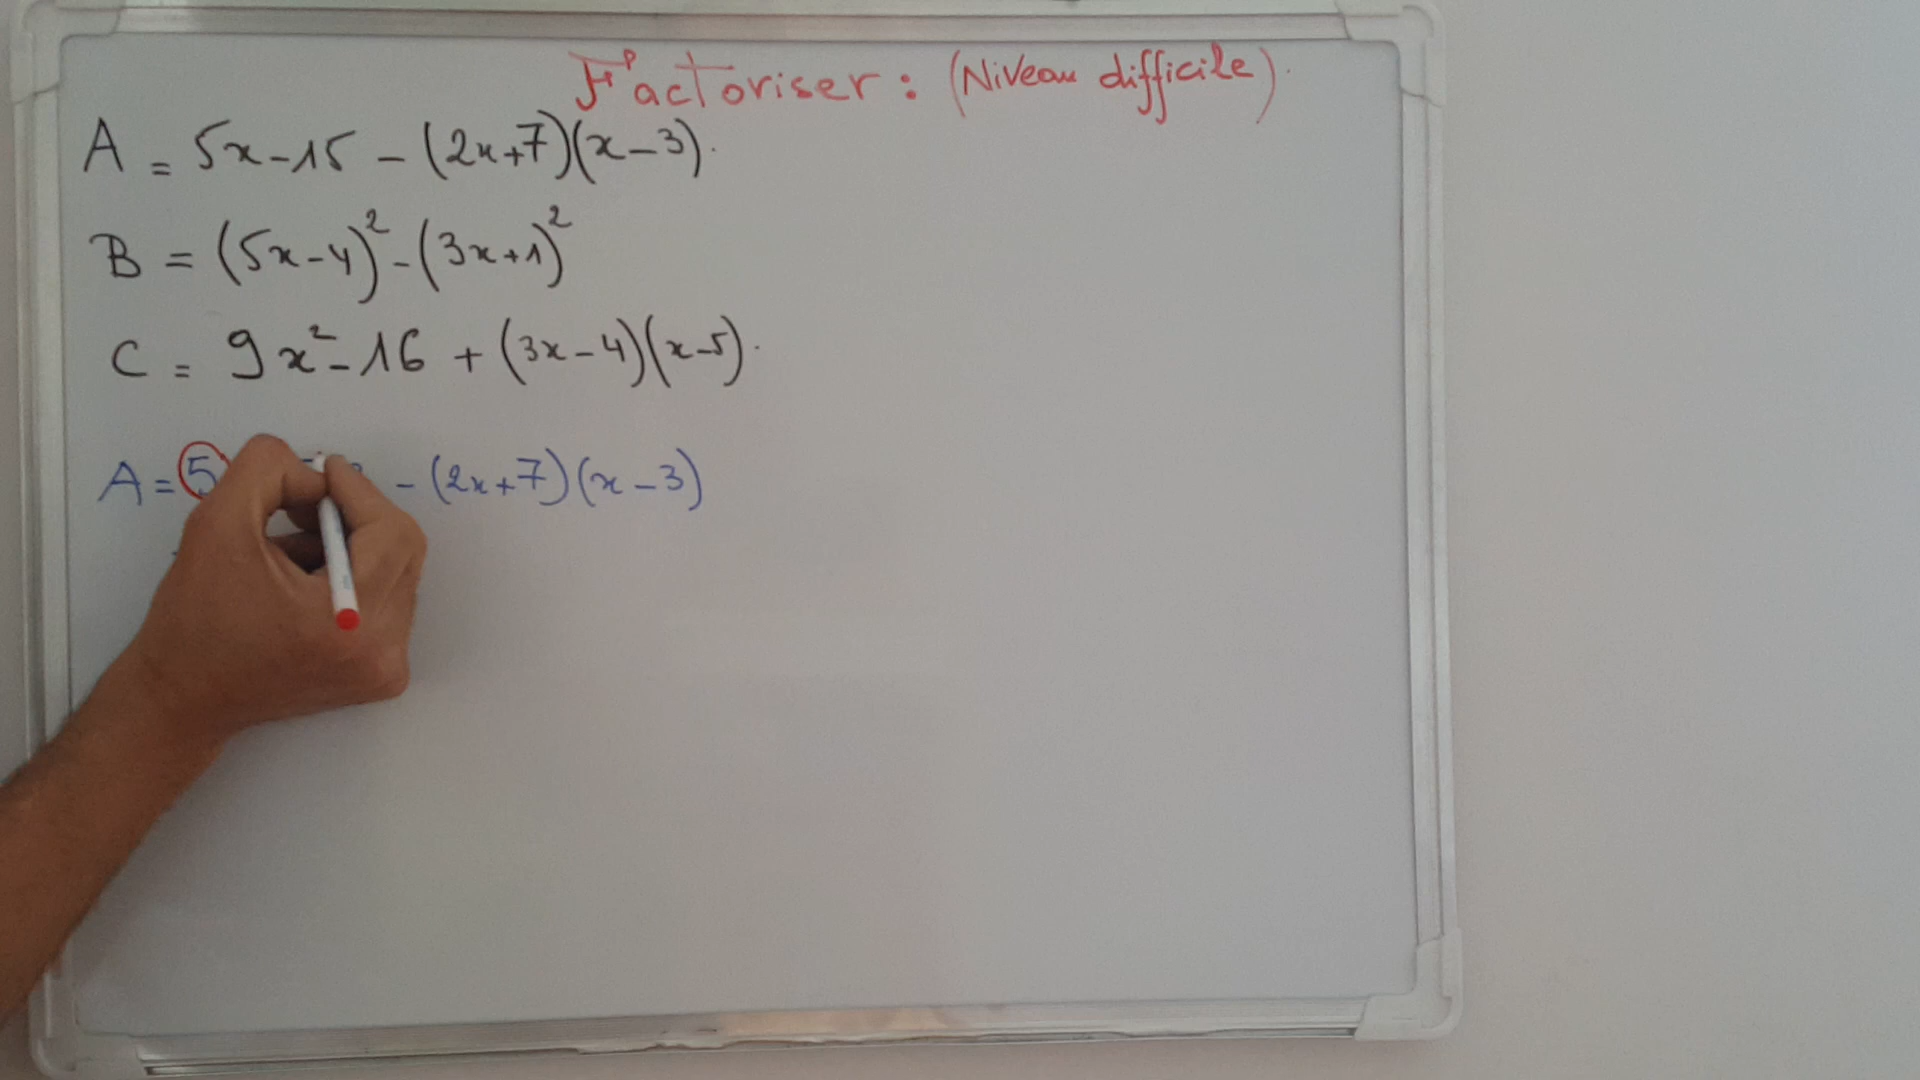 Factoriser : (Niveau difficile).
A = 5x-15 - (2x+7)(x-3).
B = (5x-4)² - (3x+1)²
C = 9x² - 16 + (3x-4)(x-5).
A = 5 - (2x+7)(x-3)